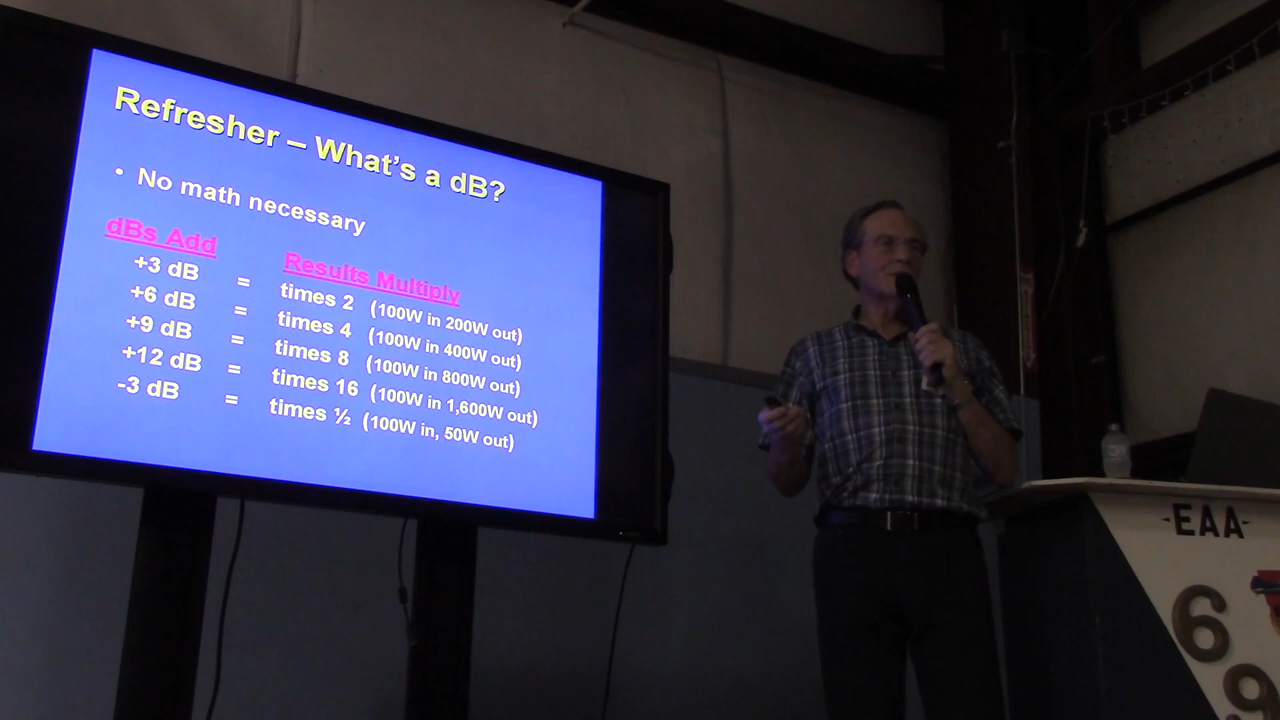 Refresher – What's a dB?
• No math necessary
dBs Add Results Multiply
+3 dB = times 2 (100W in 200W out)
+6 dB = times 4 (100W in 400W out)
+9 dB = times 8 (100W in 800W out)
+12 dB = times 16 (100W in 1,600W out)
-3 dB = times ½ (100W in, 50W out)
-EAA-
6
9